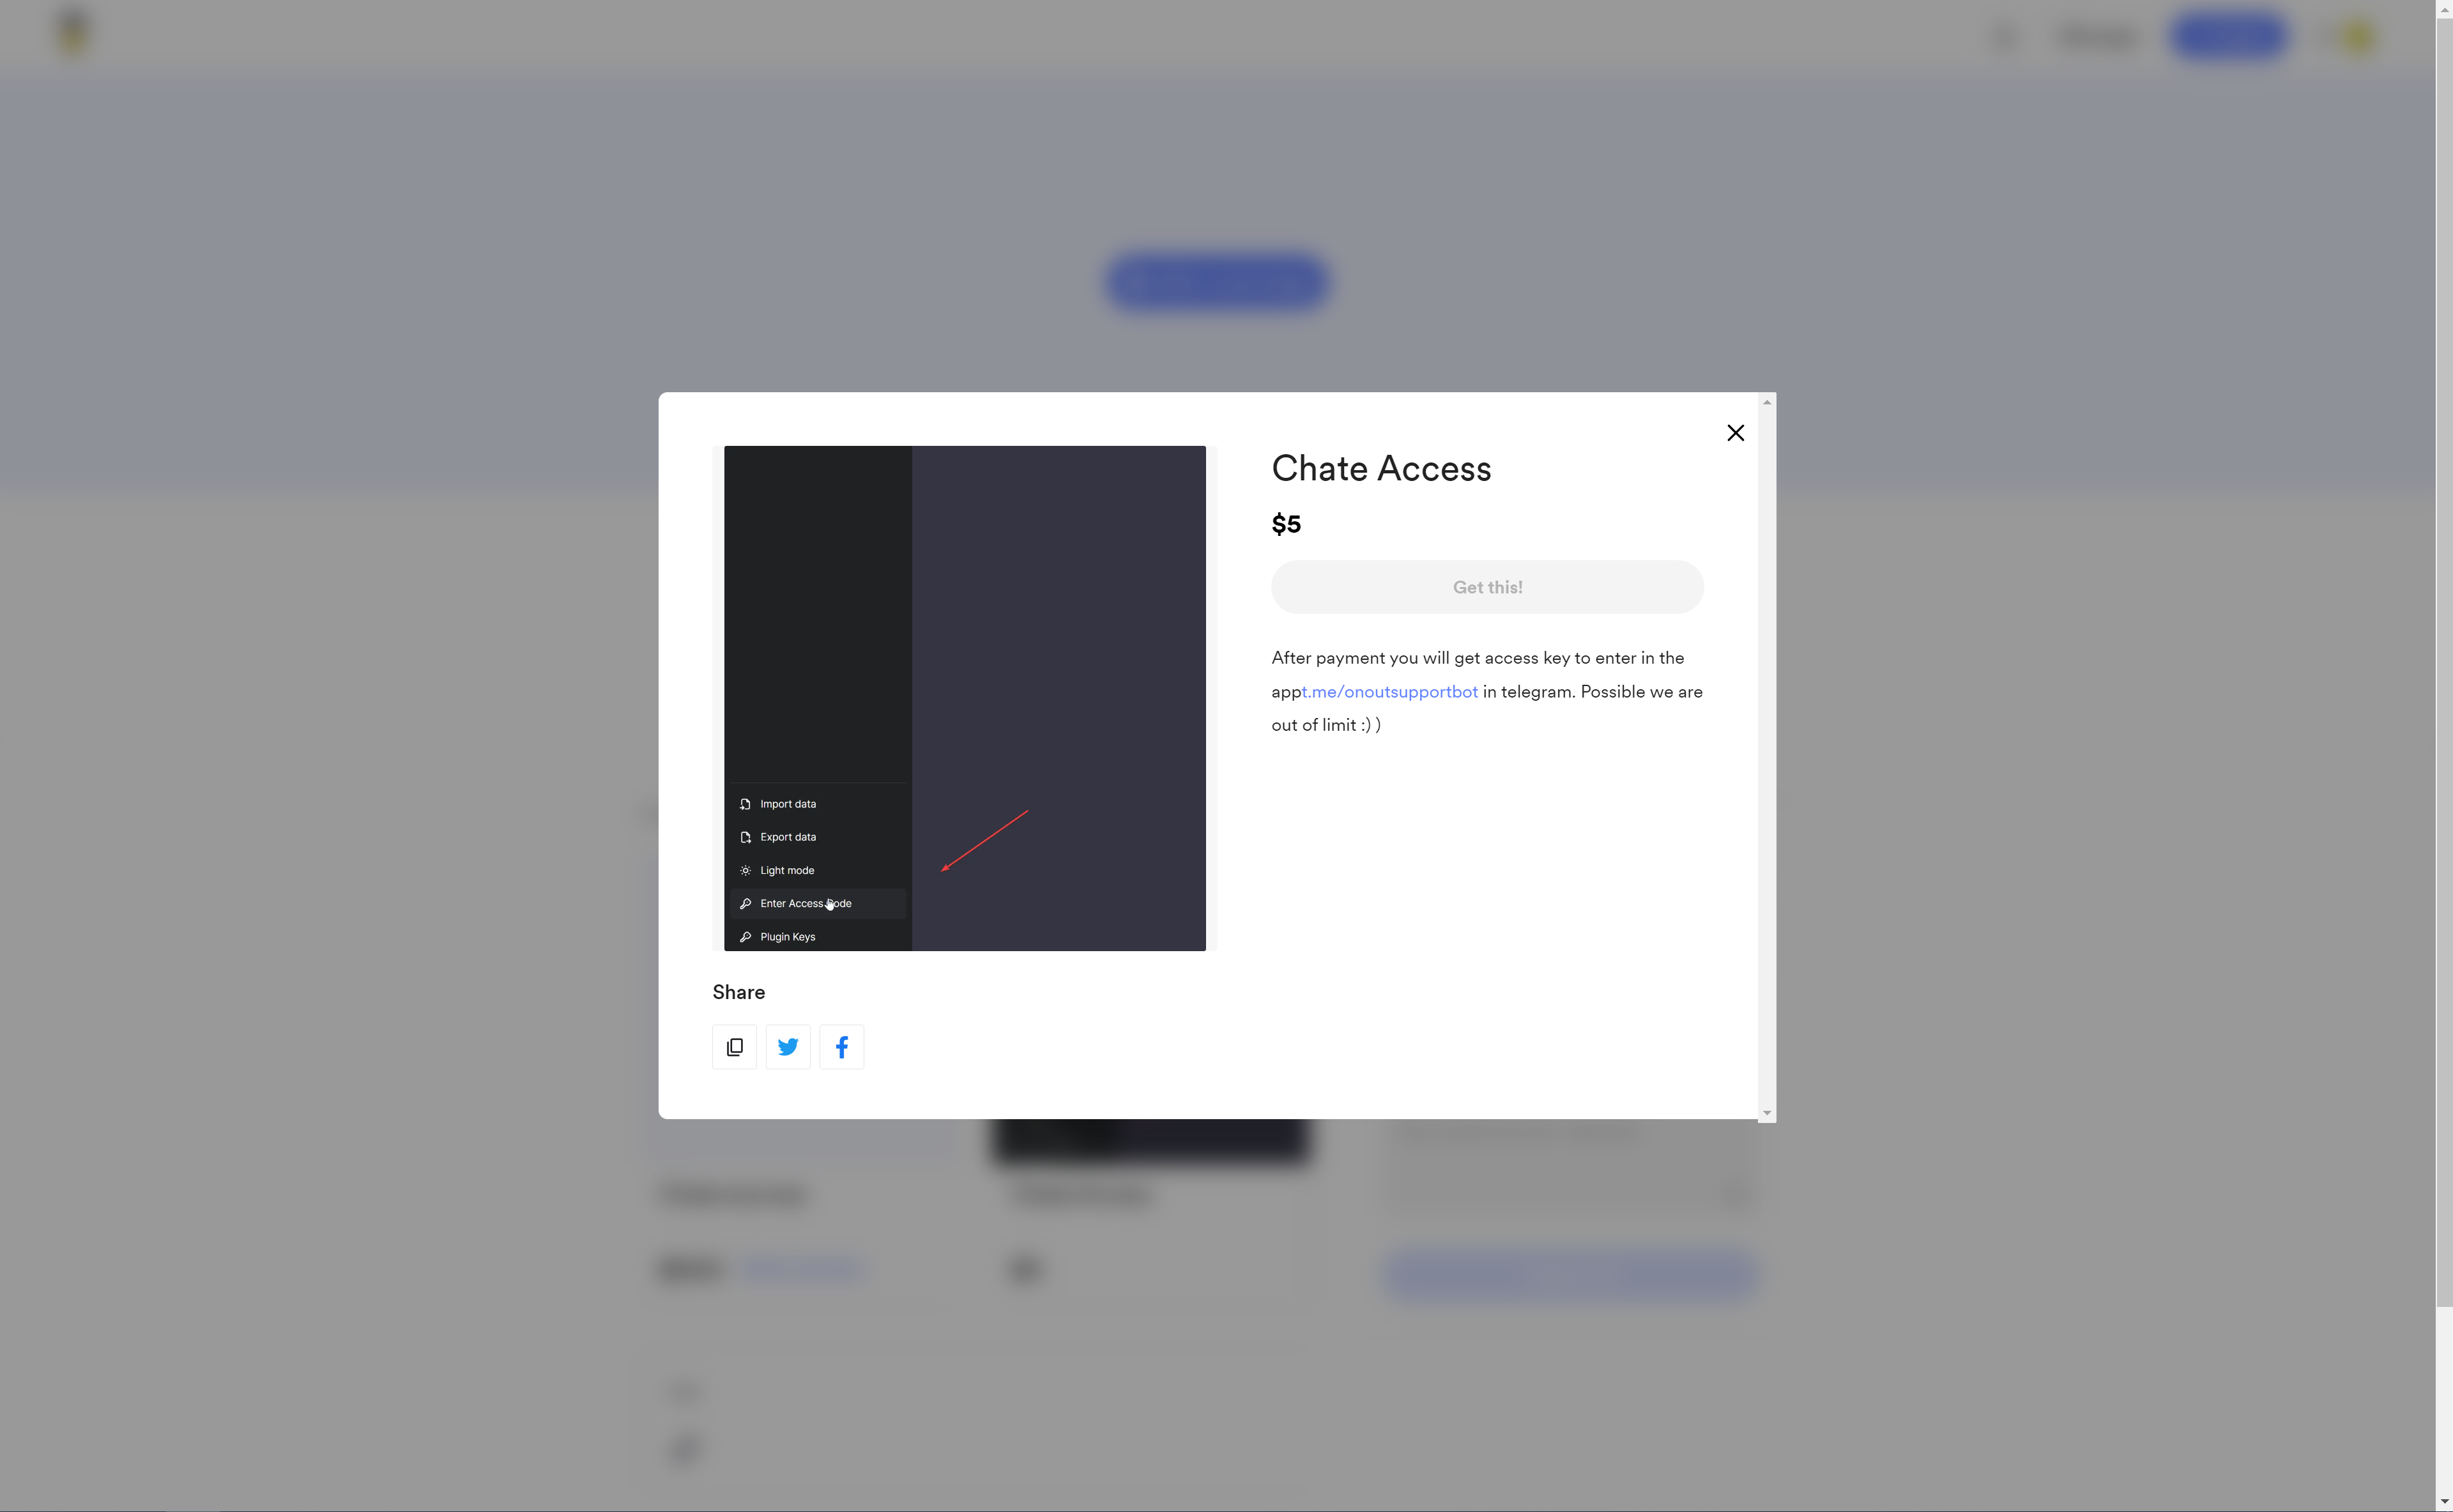 Chate Access
$5
Get this!
After payment you will get access key to enter in the
appt.me/onoutsupportbot in telegram. Possible we are
out of limit :) )
Import data
Export data
Light mode
Enter Access
Plugin Keys
Share